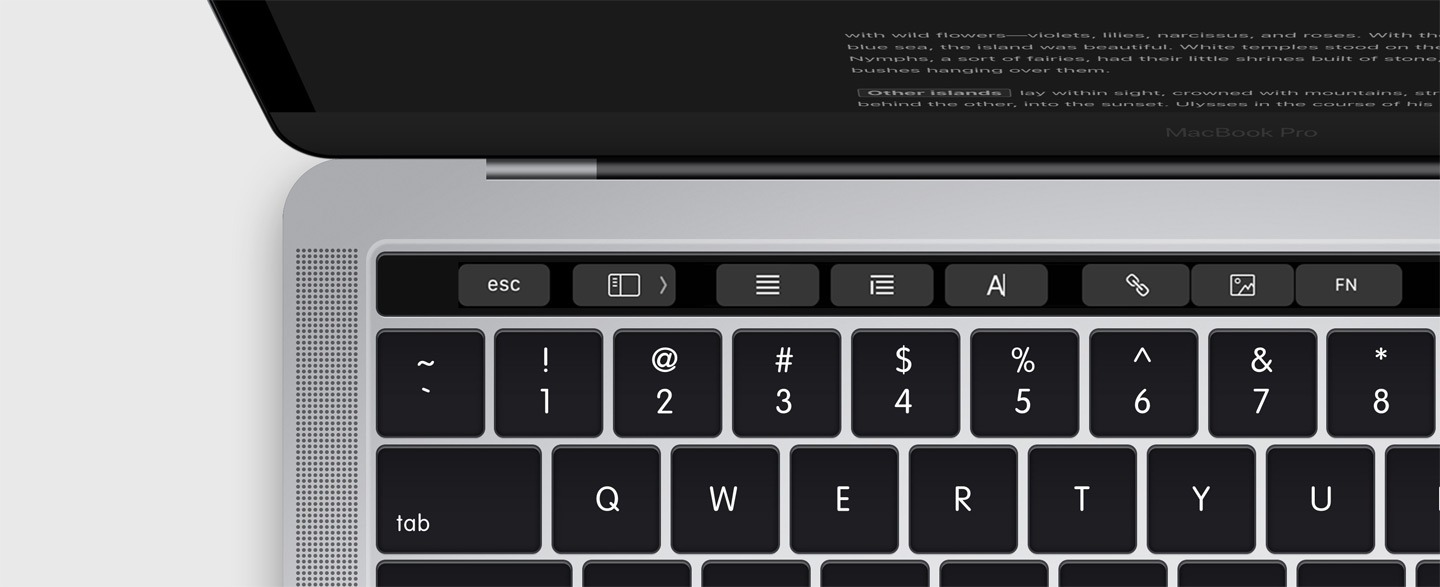 with wild flowers—violets, lilies, narcissus, and roses. With
blue sea, the island was beautiful. White temples stood on the
Nymphs, a sort of fairies, had their little shrines built of stone,
bushes hanging over them.
Other islands lay within sight, crowned with mountains,
behind the other, into the sunset. Ulysses in the course of his
MacBook Pro
esc FN
~ ! @ # $ % ^ & *
` 1 2 3 4 5 6 7 8
Q W E R T Y U
tab